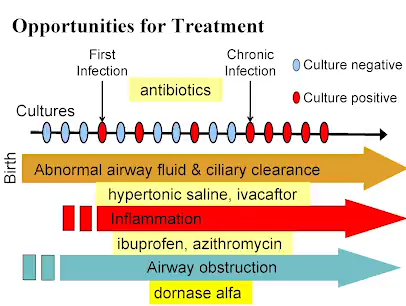 Opportunities for Treatment
First
Infection
Chronic
Infection
Culture negative
antibiotics
Culture positive
Cultures
Birth
Abnormal airway fluid & ciliary clearance
hypertonic saline, ivacaftor
Inflammation
ibuprofen, azithromycin
Airway obstruction
dornase alfa